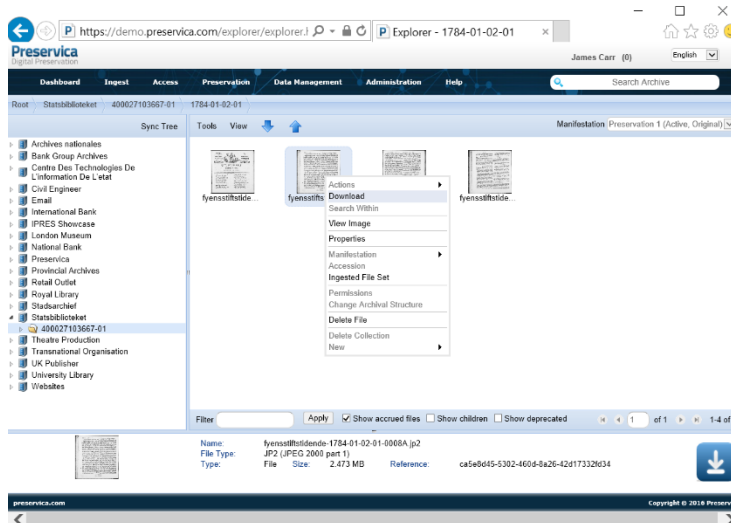 https://demo.preservica.com/explorer/explorer.
Explorer - 1784-01-02-01
Preservica
Digital Preservation
James Carr (0)
English
Dashboard Ingest Access Preservation Data Management Administration Help
Search Archive
Root Statsbiblioteket 400027103667-01 1784-01-02-01
Sync Tree
Tools View
Manifestation Preservation 1 (Active, Original)
Archives nationales
Bank Group Archives
Centre Des Technologies De
L'information De L'etat
Civil Engineer
Email
International Bank
IPRES Showcase
London Museum
National Bank
Preservica
Provincial Archives
Retail Outlet
Royal Library
Stadsarchief
Statsbiblioteket
400027103667-01
Theatre Production
Transnational Organisation
UK Publisher
University Library
Websites
fyensstiftstide...
fyensstifts
fyensstiftstide...
Actions
Download
Search Within
View Image
Properties
Manifestation
Accession
Ingested File Set
Permissions
Change Archival Structure
Delete File
Delete Collection
New
Filter Apply Show accrued files Show children Show deprecated 1 of 1 1-4 of
Name: fyensstiftstidende-1784-01-02-01-0008A.jp2
File Type: JP2 (JPEG 2000 part 1)
Type: File Size: 2.473 MB Reference: ca5e8d45-5302-460d-8a26-42d17332fd34
preservica.com
Copyright © 2016 Preserv